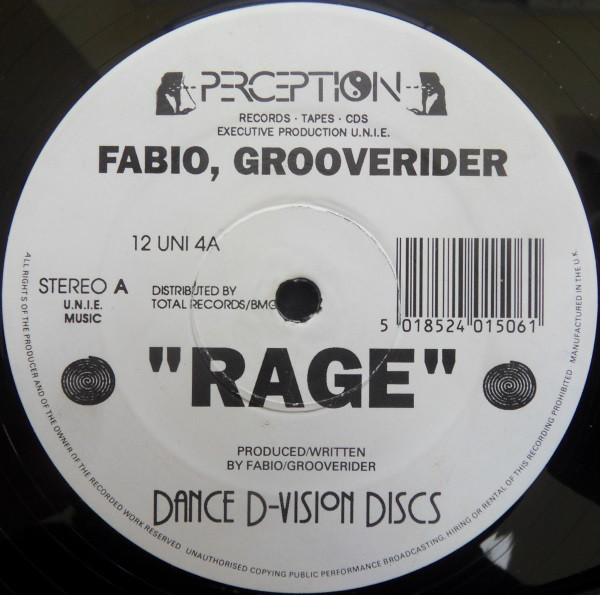 PERCEPTION
RECORDS · TAPES · CDS
EXECUTIVE PRODUCTION U.N.I.E.
FABIO, GROOVERIDER
12 UNI 4A
STEREO A
U.N.I.E.
MUSIC
DISTRIBUTED BY
TOTAL RECORDS/BMG
5 018524 015061
"RAGE"
PRODUCED/WRITTEN
BY FABIO/GROOVERIDER
DANCE D-VISION DISCS
ALL RIGHTS OF THE PRODUCER AND OF THE OWNER OF THE RECORDED WORK RESERVED · UNAUTHORISED COPYING PUBLIC PERFORMANCE BROADCASTING, HIRING OR RENTAL OF THIS RECORDING PROHIBITED · MANUFACTURED IN THE U.K.